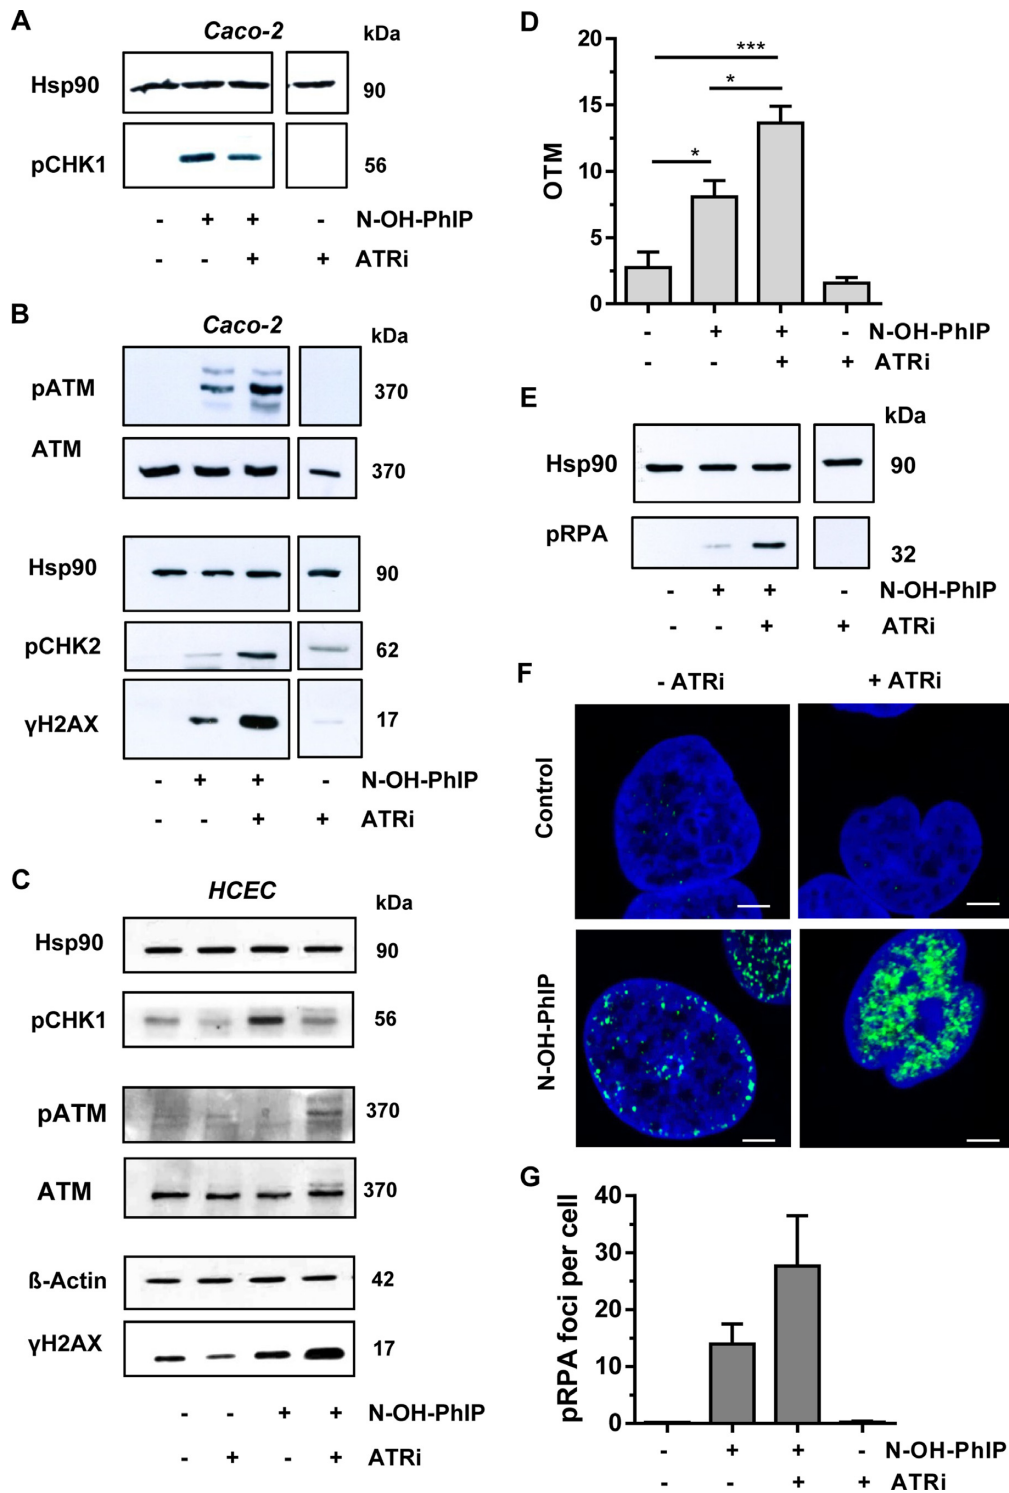 A
Caco-2
kDa
Hsp90
90
pCHK1
56
- + + - N-OH-PhIP
- - + + ATRi
B
Caco-2
kDa
pATM
370
ATM
370
Hsp90
90
pCHK2
62
γH2AX
17
- + + - N-OH-PhIP
- - + + ATRi
C
HCEC
kDa
Hsp90
90
pCHK1
56
pATM
370
ATM
370
ß-Actin
42
γH2AX
17
- - + + N-OH-PhIP
- + - + ATRi
D
OTM
20
15
10
5
0
***
*
*
- + + - N-OH-PhIP
- - + + ATRi
E
kDa
Hsp90
90
pRPA
32
- + + - N-OH-PhIP
- - + + ATRi
F
- ATRi + ATRi
Control
N-OH-PhIP
G
pRPA foci per cell
40
30
20
10
0
- + + - N-OH-PhIP
- - + + ATRi